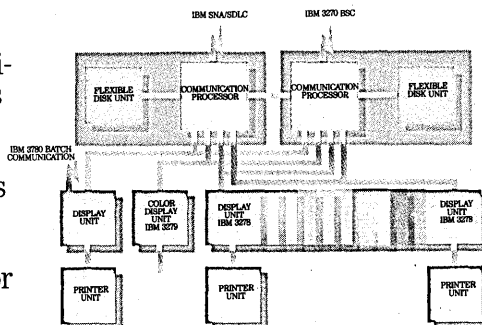 IBM SNA/SDLC
IBM 3270 BSC
i-
s
FLEXIBLE
DISK UNIT
COMMUNICATION
PROCESSOR
COMMUNICATION
PROCESSOR
FLEXIBLE
DISK UNIT
IBM 3780 BATCH
COMMUNICATION
s
DISPLAY
UNIT
COLOR
DISPLAY
UNIT
IBM 3279
DISPLAY
UNIT
IBM 3278
DISPLAY
UNIT
IBM 3278
or
PRINTER
UNIT
PRINTER
UNIT
PRINTER
UNIT